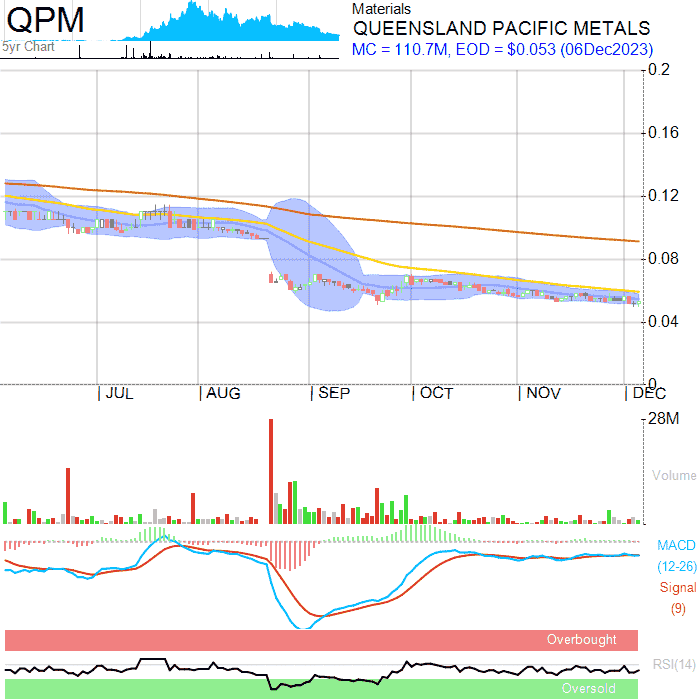 QPM
5yr Chart
Materials
QUEENSLAND PACIFIC METALS
MC = 110.7M, EOD = $0.053 (06Dec2023)
0.2
0.16
0.12
0.08
0.04
0
JUL AUG SEP OCT NOV DEC
28M
Volume
MACD
(12-26)
Signal
(9)
Overbought
RSI(14)
Oversold